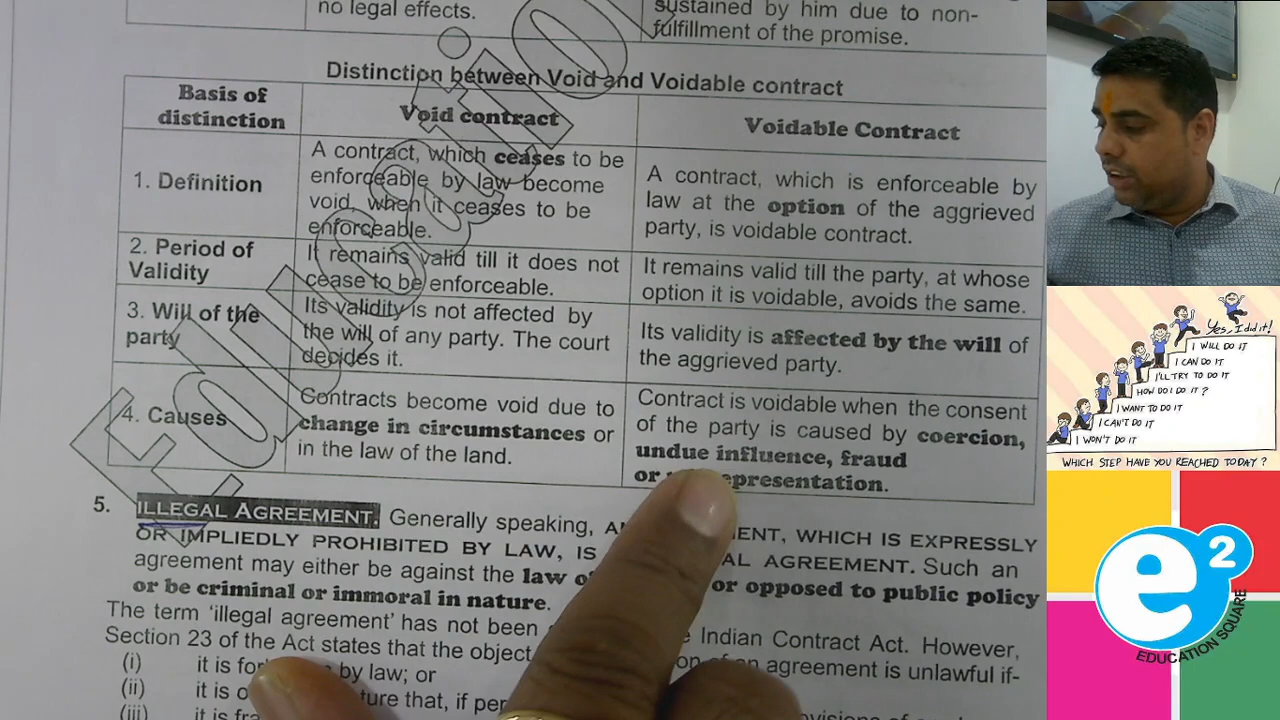 no legal effects.
sustained by him due to non-
fulfillment of the promise.
Distinction between Void and Voidable contract
Basis of
distinction
Void contract
Voidable Contract
1. Definition
A contract, which ceases to be
enforceable by law become
void, when it ceases to be
enforceable.
A contract, which is enforceable by
law at the option of the aggrieved
party, is voidable contract.
2. Period of
Validity
It remains valid till it does not
cease to be enforceable.
It remains valid till the party, at whose
option it is voidable, avoids the same.
3. Will of the
party
Its validity is not affected by
the will of any party. The court
decides it.
Its validity is affected by the will of
the aggrieved party.
4. Causes
Contracts become void due to
change in circumstances or
in the law of the land.
Contract is voidable when the consent
of the party is caused by coercion,
undue influence, fraud
or
5. ILLEGAL AGREEMENT. Generally speaking, WHICH IS EXPRESSLY
OR IMPLIEDLY PROHIBITED BY LAW, IS AGREEMENT. Such an
agreement may either be against the law or opposed to public policy
or be criminal or immoral in nature.
The term 'illegal agreement' has not been Indian Contract Act. However,
Section 23 of the Act states that the object of an agreement is unlawful if-
(i) it is by law; or
(ii) it is that, if
(iii) it is
Yes, I did it!
I WILL DO IT
I CAN DO IT
I'LL TRY TO DO IT
HOW DO I DO IT?
I WANT TO DO IT
I CAN'T DO IT
I WON'T DO IT
WHICH STEP HAVE YOU REACHED TODAY?
e2
EDUCATION SQUARE